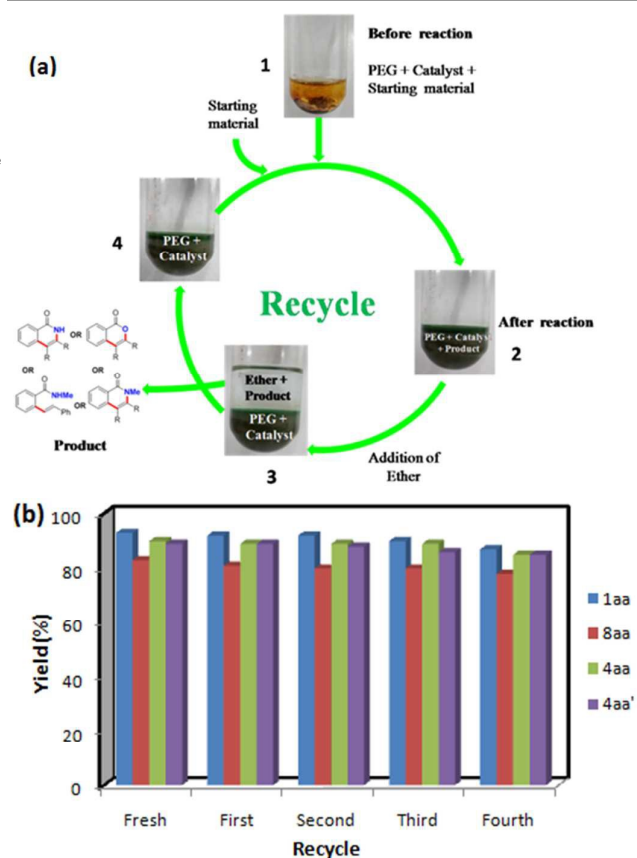 (a)
1
Before reaction
PEG + Catalyst +
Starting material
Starting
material
4
PEG +
Catalyst
Recycle
PEG + Catalyst
+ Product
After reaction
2
O
NH
R
R
OR
O
O
R
R
OR
OR
O
NHMe
Ph
OR
O
NMe
R
R
Product
Ether +
Product
PEG +
Catalyst
3
Addition of
Ether
(b)
100
80
60
40
20
0
Yield(%)
Fresh First Second Third Fourth
Recycle
1aa
8aa
4aa
4aa'